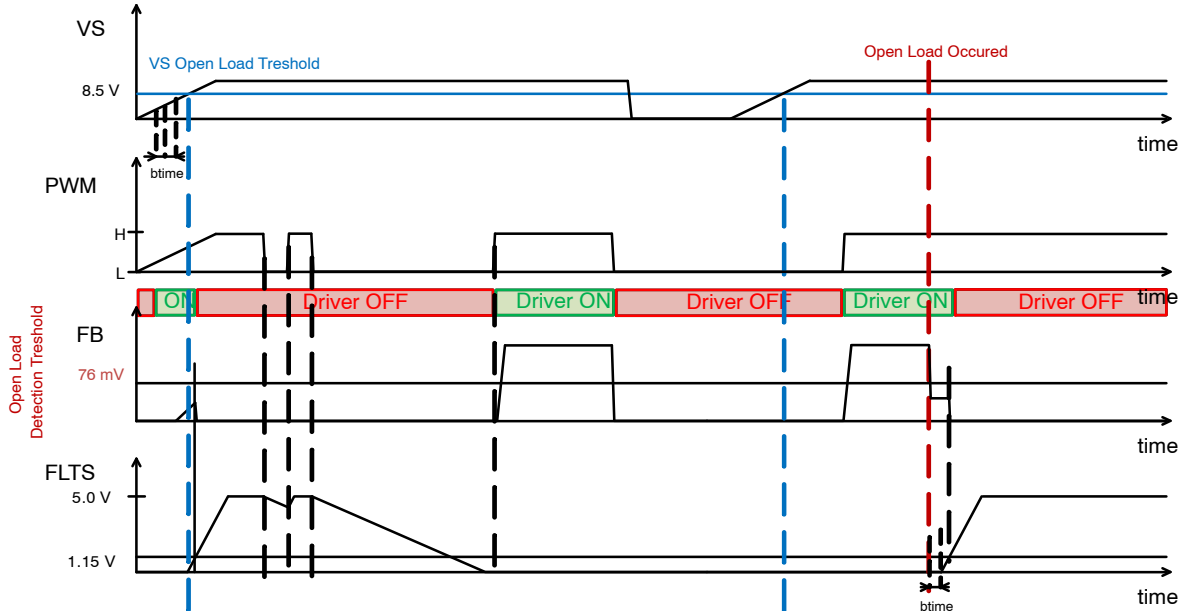 VS
Open Load Occured
VS Open Load Treshold
8.5 V
time
btime
PWM
H
L
time
ON
Driver OFF
Driver ON
Driver OFF
Driver ON
Driver OFF
FB
76 mV
Open Load
Detection Treshold
time
FLTS
5.0 V
1.15 V
time
btime